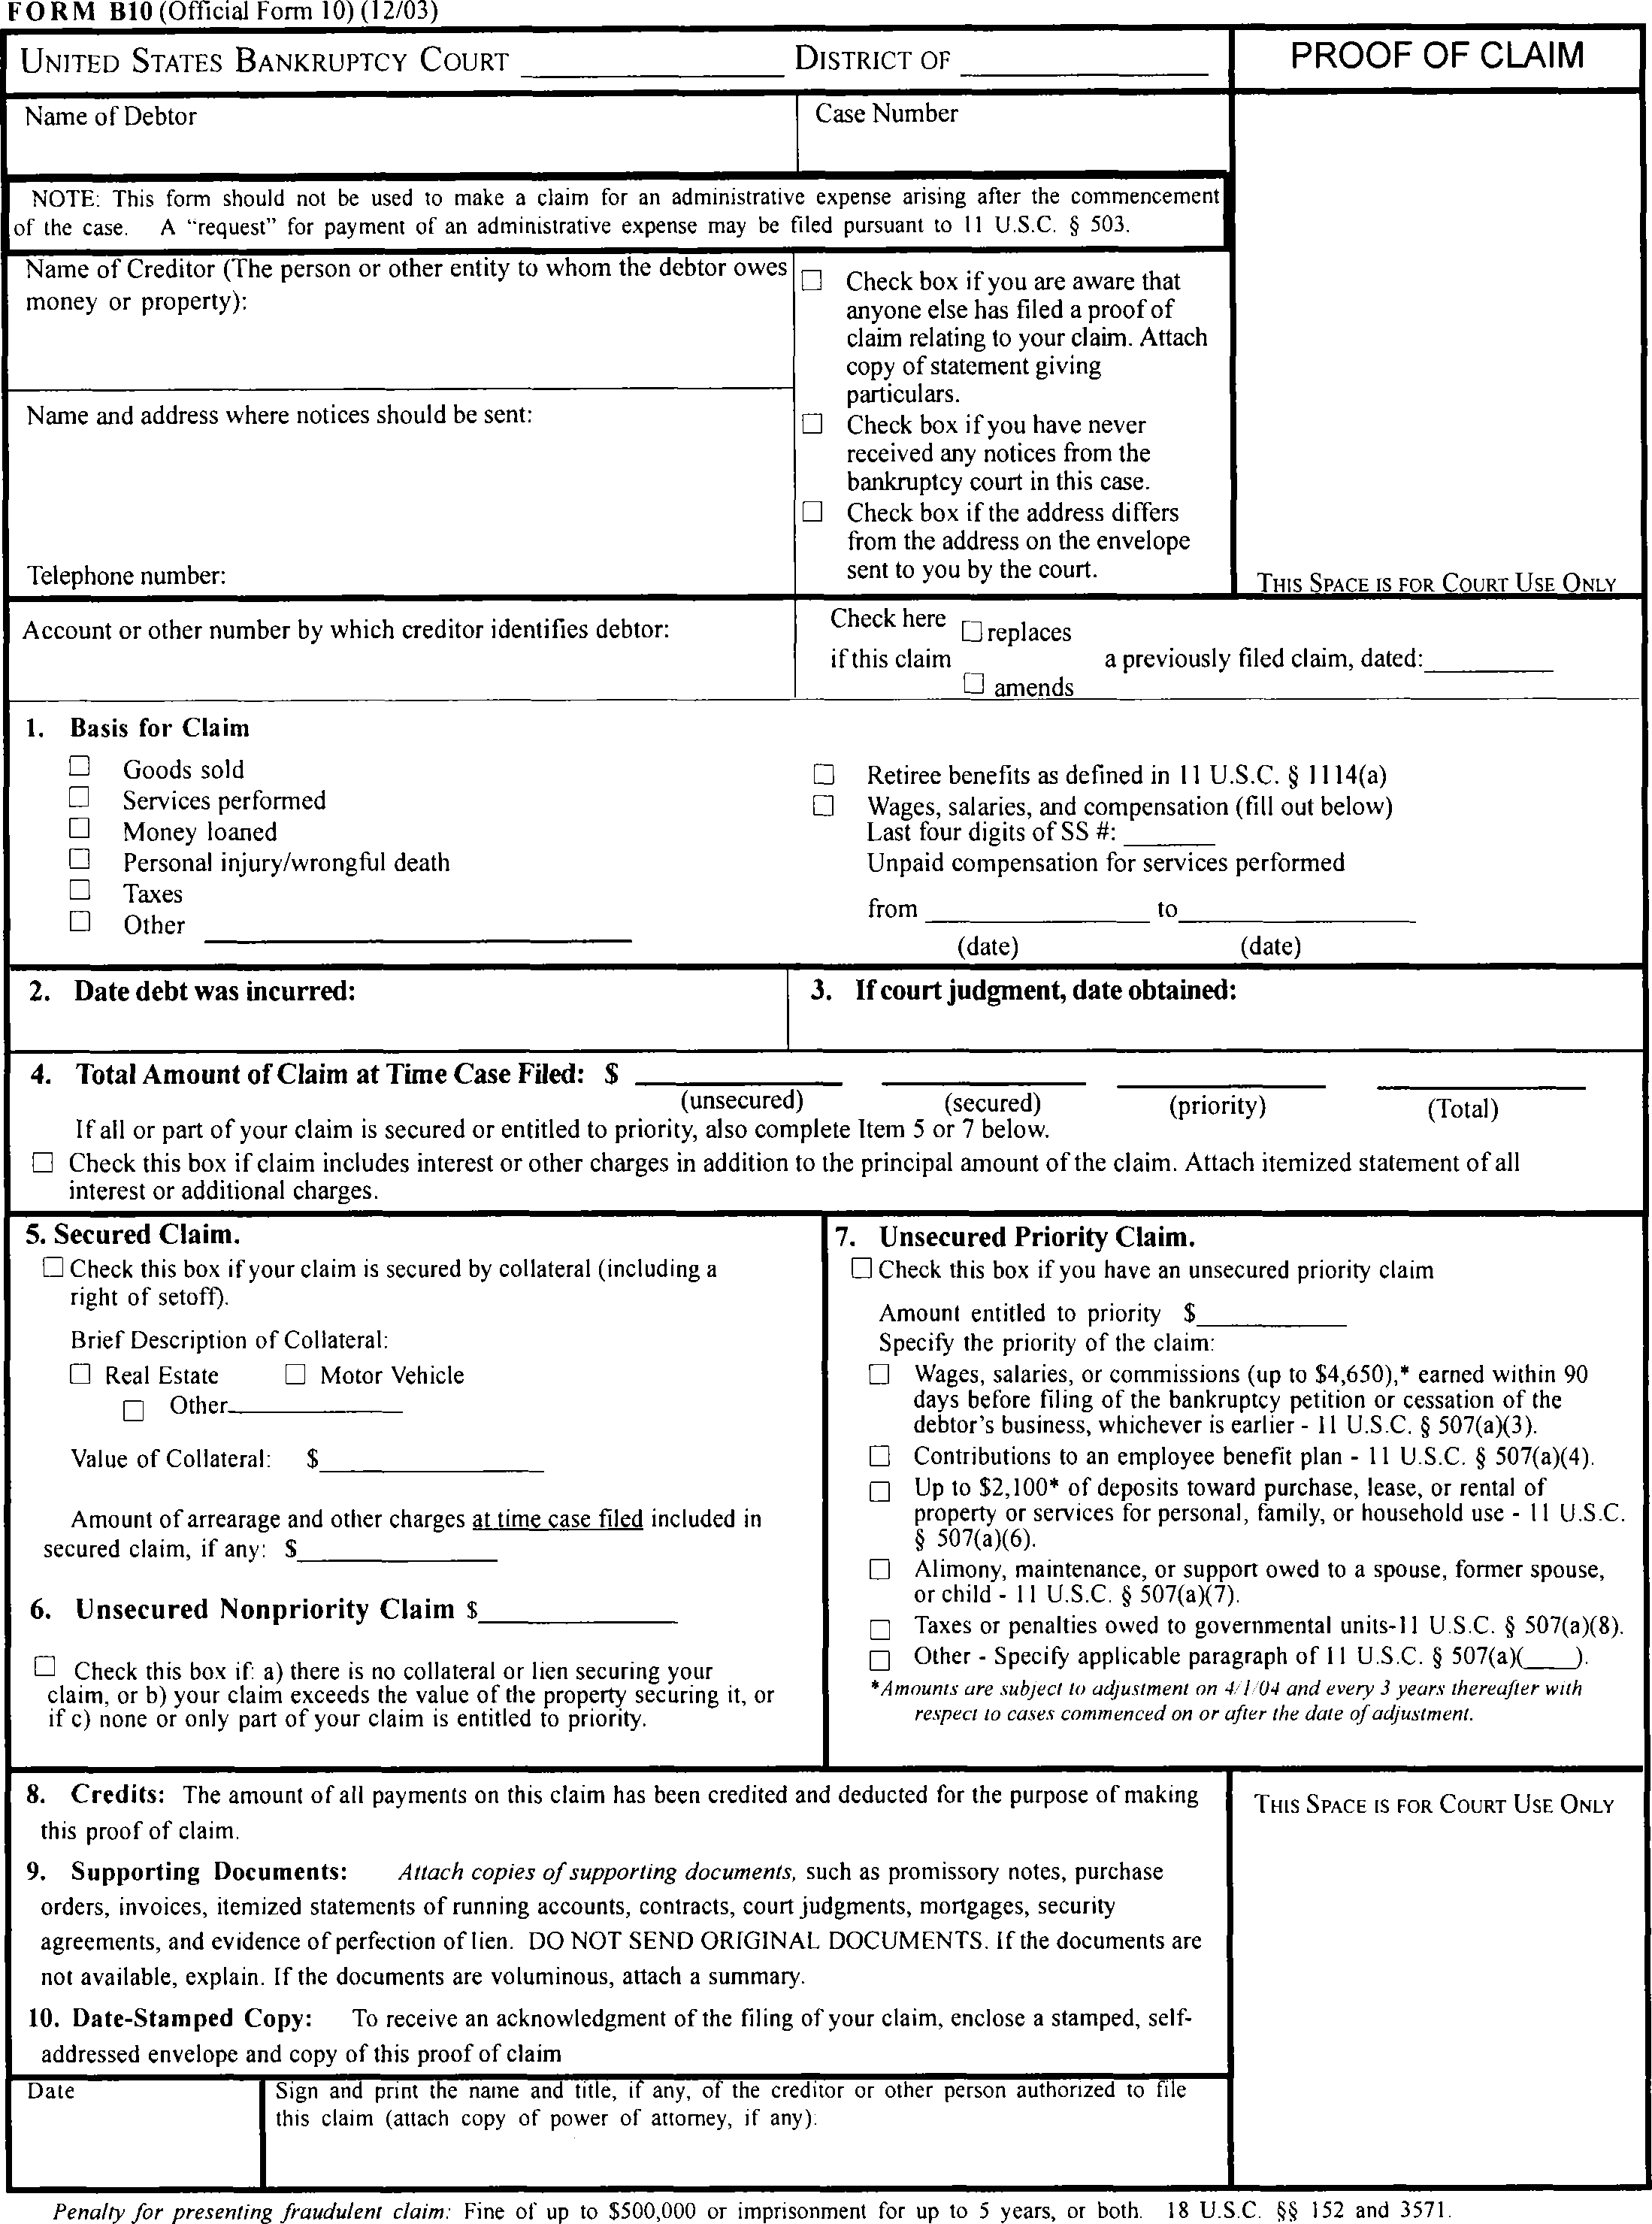 FORM B10 (Official Form 10) (12/03)
UNITED STATES BANKRUPTCY COURT ____________ DISTRICT OF ____________
PROOF OF CLAIM
Name of Debtor
Case Number
NOTE: This form should not be used to make a claim for an administrative expense arising after the commencement
of the case. A “request” for payment of an administrative expense may be filed pursuant to 11 U.S.C. § 503.
Name of Creditor (The person or other entity to whom the debtor owes
money or property):
Name and address where notices should be sent:
Telephone number:
☐ Check box if you are aware that
anyone else has filed a proof of
claim relating to your claim. Attach
copy of statement giving
particulars.
☐ Check box if you have never
received any notices from the
bankruptcy court in this case.
☐ Check box if the address differs
from the address on the envelope
sent to you by the court.
THIS SPACE IS FOR COURT USE ONLY
Account or other number by which creditor identifies debtor:
Check here ☐ replaces
if this claim a previously filed claim, dated:__________
☐ amends
1. Basis for Claim
☐ Goods sold
☐ Services performed
☐ Money loaned
☐ Personal injury/wrongful death
☐ Taxes
☐ Other ____________
☐ Retiree benefits as defined in 11 U.S.C. § 1114(a)
☐ Wages, salaries, and compensation (fill out below)
Last four digits of SS #: _______
Unpaid compensation for services performed
from ____________ to____________
(date) (date)
2. Date debt was incurred:
3. If court judgment, date obtained:
4. Total Amount of Claim at Time Case Filed: $ ____________ ____________ ____________ ____________
(unsecured) (secured) (priority) (Total)
If all or part of your claim is secured or entitled to priority, also complete Item 5 or 7 below.
☐ Check this box if claim includes interest or other charges in addition to the principal amount of the claim. Attach itemized statement of all
interest or additional charges.
5. Secured Claim.
☐ Check this box if your claim is secured by collateral (including a
right of setoff).
Brief Description of Collateral:
☐ Real Estate ☐ Motor Vehicle
☐ Other____________
Value of Collateral: $____________
Amount of arrearage and other charges at time case filed included in
secured claim, if any: $____________
6. Unsecured Nonpriority Claim $____________
☐ Check this box if: a) there is no collateral or lien securing your
claim, or b) your claim exceeds the value of the property securing it, or
if c) none or only part of your claim is entitled to priority.
7. Unsecured Priority Claim.
☐ Check this box if you have an unsecured priority claim
Amount entitled to priority $__________
Specify the priority of the claim:
☐ Wages, salaries, or commissions (up to $4,650),* earned within 90
days before filing of the bankruptcy petition or cessation of the
debtor’s business, whichever is earlier - 11 U.S.C. § 507(a)(3).
☐ Contributions to an employee benefit plan - 11 U.S.C. § 507(a)(4).
☐ Up to $2,100* of deposits toward purchase, lease, or rental of
property or services for personal, family, or household use - 11 U.S.C.
§ 507(a)(6).
☐ Alimony, maintenance, or support owed to a spouse, former spouse,
or child - 11 U.S.C. § 507(a)(7).
☐ Taxes or penalties owed to governmental units-11 U.S.C. § 507(a)(8).
☐ Other - Specify applicable paragraph of 11 U.S.C. § 507(a)(____).
*Amounts are subject to adjustment on 4/1/04 and every 3 years thereafter with
respect to cases commenced on or after the date of adjustment.
8. Credits: The amount of all payments on this claim has been credited and deducted for the purpose of making
this proof of claim.
9. Supporting Documents: Attach copies of supporting documents, such as promissory notes, purchase
orders, invoices, itemized statements of running accounts, contracts, court judgments, mortgages, security
agreements, and evidence of perfection of lien. DO NOT SEND ORIGINAL DOCUMENTS. If the documents are
not available, explain. If the documents are voluminous, attach a summary.
10. Date-Stamped Copy: To receive an acknowledgment of the filing of your claim, enclose a stamped, self-
addressed envelope and copy of this proof of claim
THIS SPACE IS FOR COURT USE ONLY
Date
Sign and print the name and title, if any, of the creditor or other person authorized to file
this claim (attach copy of power of attorney, if any):
Penalty for presenting fraudulent claim: Fine of up to $500,000 or imprisonment for up to 5 years, or both. 18 U.S.C. §§ 152 and 3571.